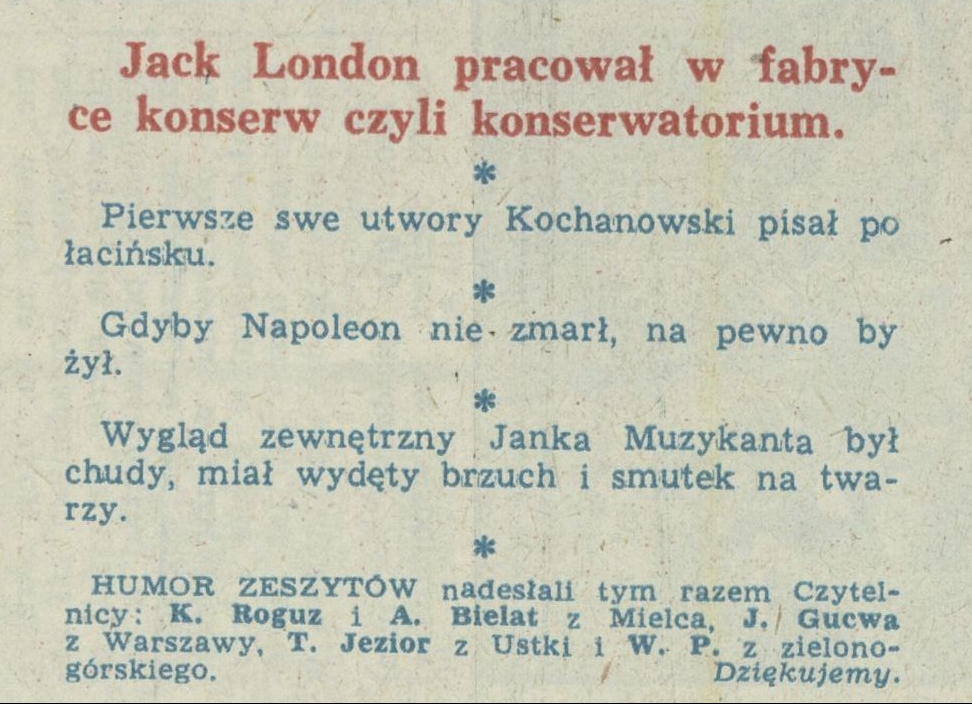 Jack London pracował w fabry-
ce konserw czyli konserwatorium.
*
Pierwsze swe utwory Kochanowski pisał po
łacińsku.
*
Gdyby Napoleon nie zmarł, na pewno by
żył.
*
Wygląd zewnętrzny Janka Muzykanta był
chudy, miał wydęty brzuch i smutek na twa-
rzy.
*
HUMOR ZESZYTÓW nadesłali tym razem Czytel-
nicy: K. Roguz i A. Bielat z Mielca, J. Gucwa
z Warszawy, T. Jezior z Ustki i W. P. z zielono-
górskiego. Dziękujemy.